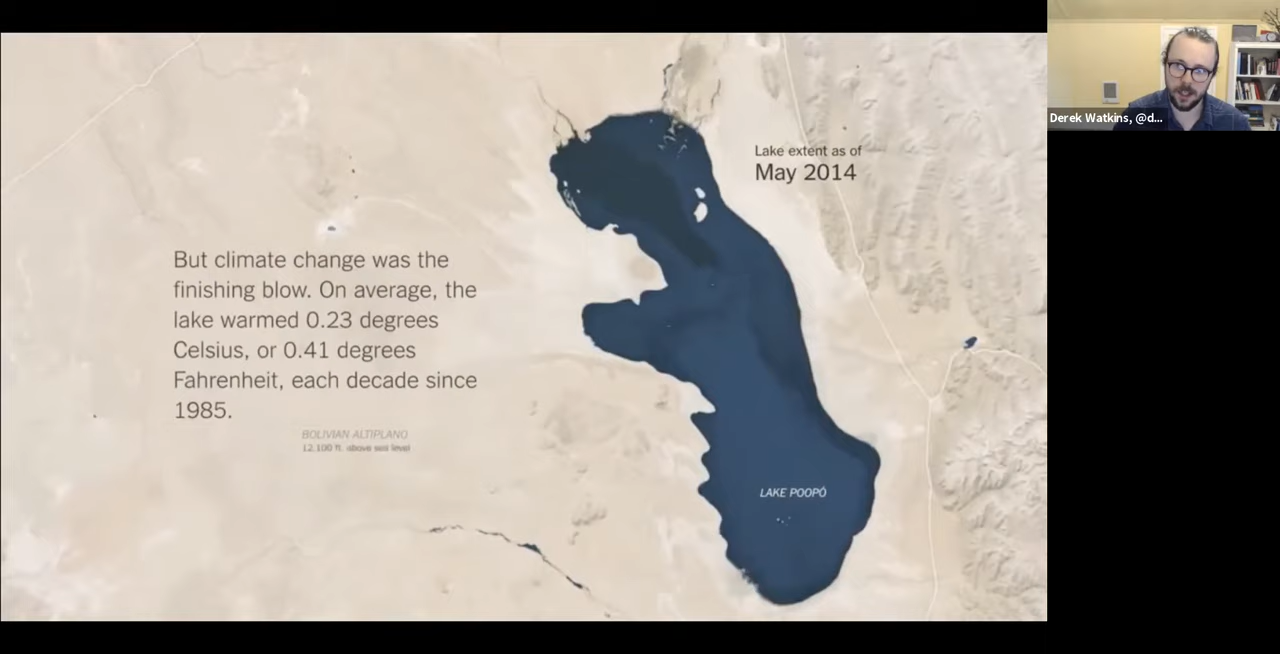 Derek Watkins, @d...
Lake extent as of
May 2014
But climate change was the
finishing blow. On average, the
lake warmed 0.23 degrees
Celsius, or 0.41 degrees
Fahrenheit, each decade since
1985.
BOLIVIAN ALTIPLANO
12,100 ft. above sea level
LAKE POOPÓ